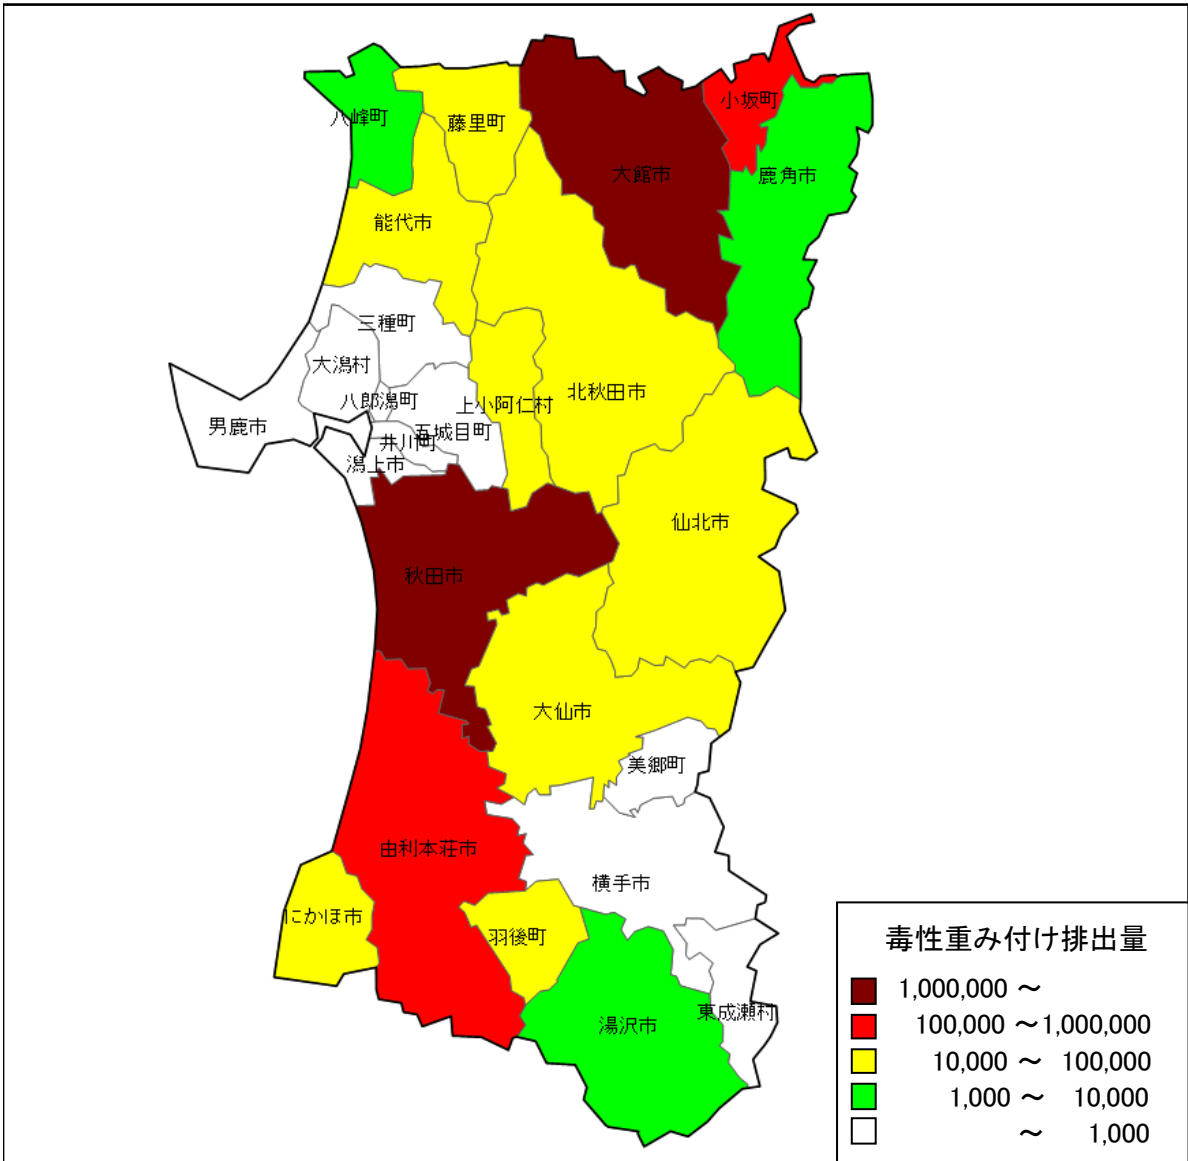 小坂町
八峰町
藤里町
大館市
鹿角市
能代市
三種町
大潟村
北秋田市
八郎潟町
上小阿仁村
男鹿市
五城目町
井川町
潟上市
仙北市
秋田市
大仙市
美郷町
由利本荘市
横手市
にかほ市
羽後町
東成瀬村
湯沢市
毒性重み付け排出量
1,000,000 ～
100,000 ～1,000,000
10,000 ～ 100,000
1,000 ～ 10,000
～ 1,000